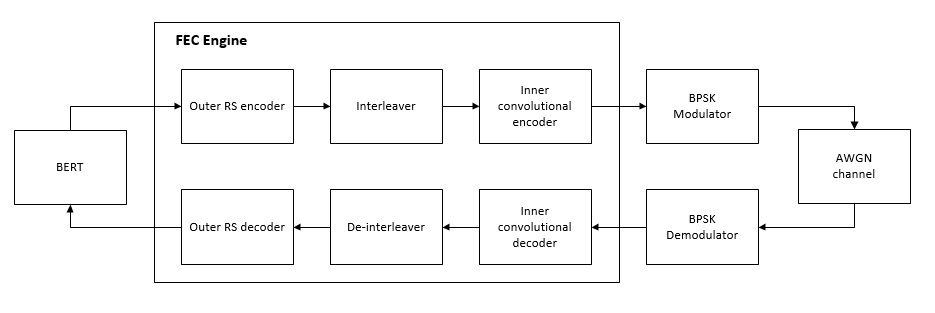 FEC Engine
Outer RS encoder
Interleaver
Inner
convolutional
encoder
BPSK
Modulator
BERT
AWGN
channel
Outer RS decoder
De-interleaver
Inner
convolutional
decoder
BPSK
Demodulator